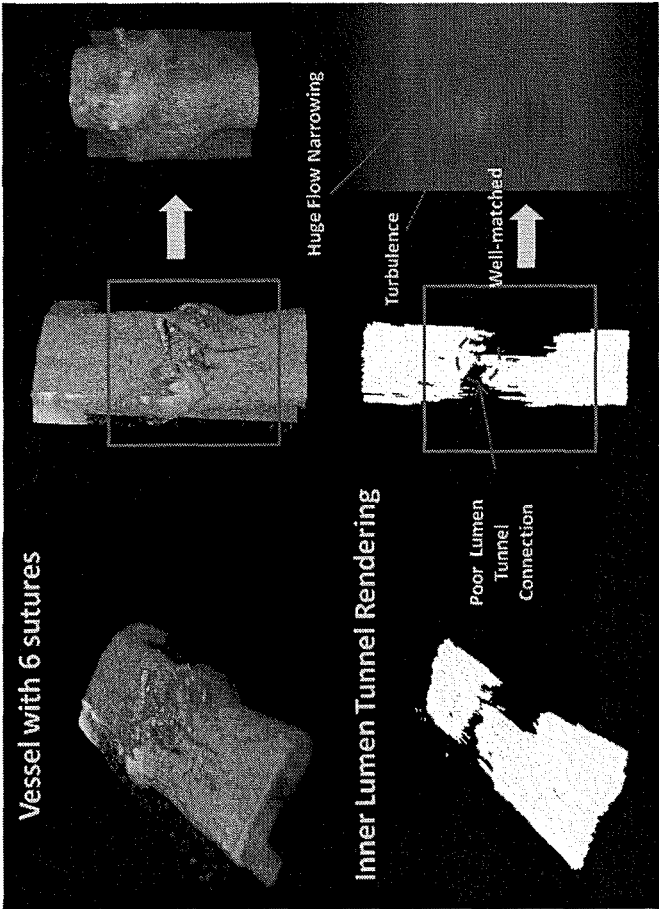 Vessel with 6 sutures
Huge Flow Narrowing
Turbulence
Well-matched
Inner Lumen Tunnel Rendering
Poor Lumen
Tunnel
Connection